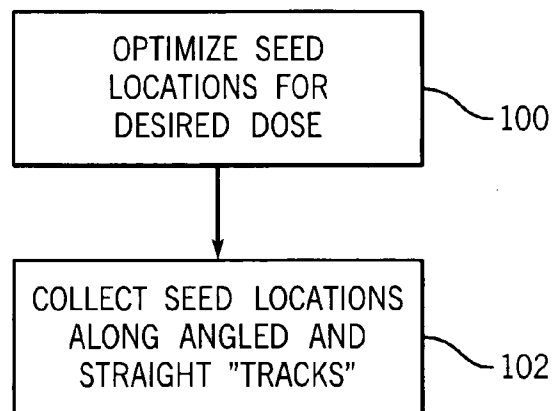 OPTIMIZE SEED
LOCATIONS FOR
DESIRED DOSE
100
COLLECT SEED LOCATIONS
ALONG ANGLED AND
STRAIGHT "TRACKS"
102